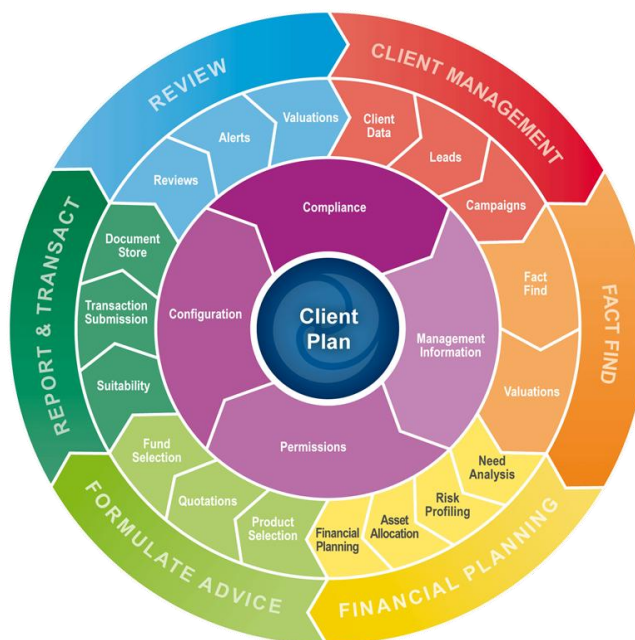 REVIEW
CLIENT MANAGEMENT
FACT FIND
FINANCIAL PLANNING
FORMULATE ADVICE
REPORT & TRANSACT
Client
Data
Leads
Campaigns
Fact
Find
Valuations
Need
Analysis
Risk
Profiling
Asset
Allocation
Financial
Planning
Product
Selection
Quotations
Fund
Selection
Suitability
Transaction
Submission
Document
Store
Reviews
Alerts
Valuations
Compliance
Management
Information
Permissions
Configuration
Client
Plan